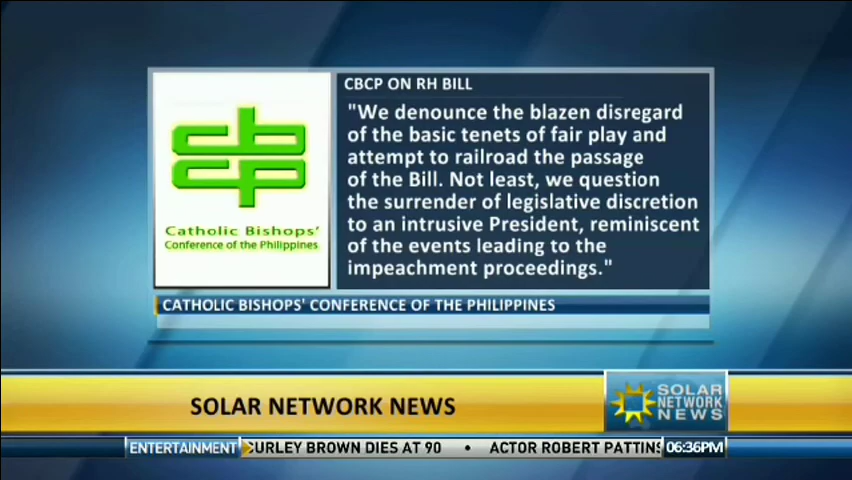 CBCP ON RH BILL
"We denounce the blazen disregard
of the basic tenets of fair play and
attempt to railroad the passage
of the Bill. Not least, we question
the surrender of legislative discretion
to an intrusive President, reminiscent
of the events leading to the
impeachment proceedings."
cb
cp
Catholic Bishops'
Conference of the Philippines
CATHOLIC BISHOPS' CONFERENCE OF THE PHILIPPINES
SOLAR NETWORK NEWS
SOLAR
NETWORK
NEWS
ENTERTAINMENT URLEY BROWN DIES AT 90 • ACTOR ROBERT PATTINS 06:36PM